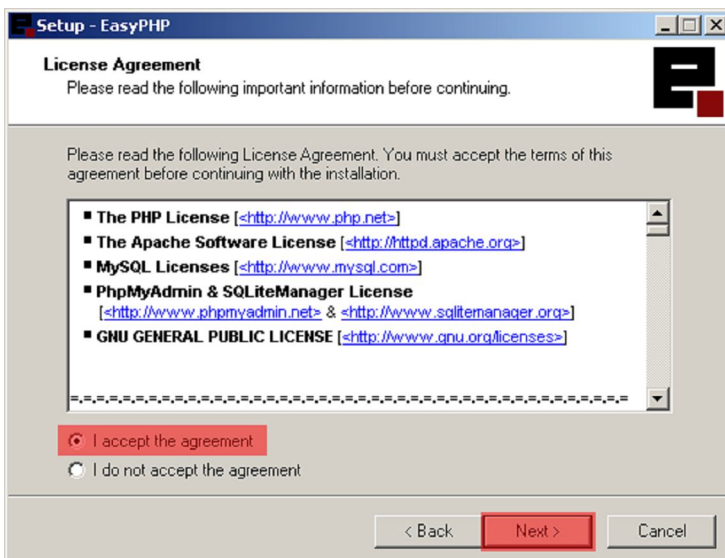 Setup - EasyPHP
License Agreement
Please read the following important information before continuing.
Please read the following License Agreement. You must accept the terms of this
agreement before continuing with the installation.
▪ The PHP License [<http://www.php.net>]
▪ The Apache Software License [<http://httpd.apache.org>]
▪ MySQL Licenses [<http://www.mysql.com>]
▪ PhpMyAdmin & SQLiteManager License
[<http://www.phpmyadmin.net> & <http://www.sqlitemanager.org>]
▪ GNU GENERAL PUBLIC LICENSE [<http://www.gnu.org/licenses>]
=-=-=-=-=-=-=-=-=-=-=-=-=-=-=-=-=-=-=-=-=-=-=-=-=-=-=-=-=-=-=-=-=-=-=-=-=-=-=-=
I accept the agreement
I do not accept the agreement
< Back Next > Cancel